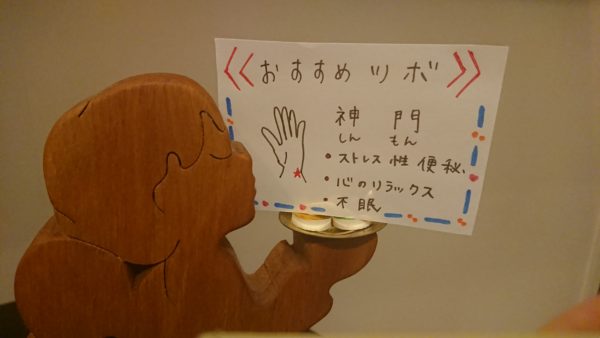 《おすすめツボ》
神門
しんもん
・ストレス性便秘、
・心のリラックス
・不眠